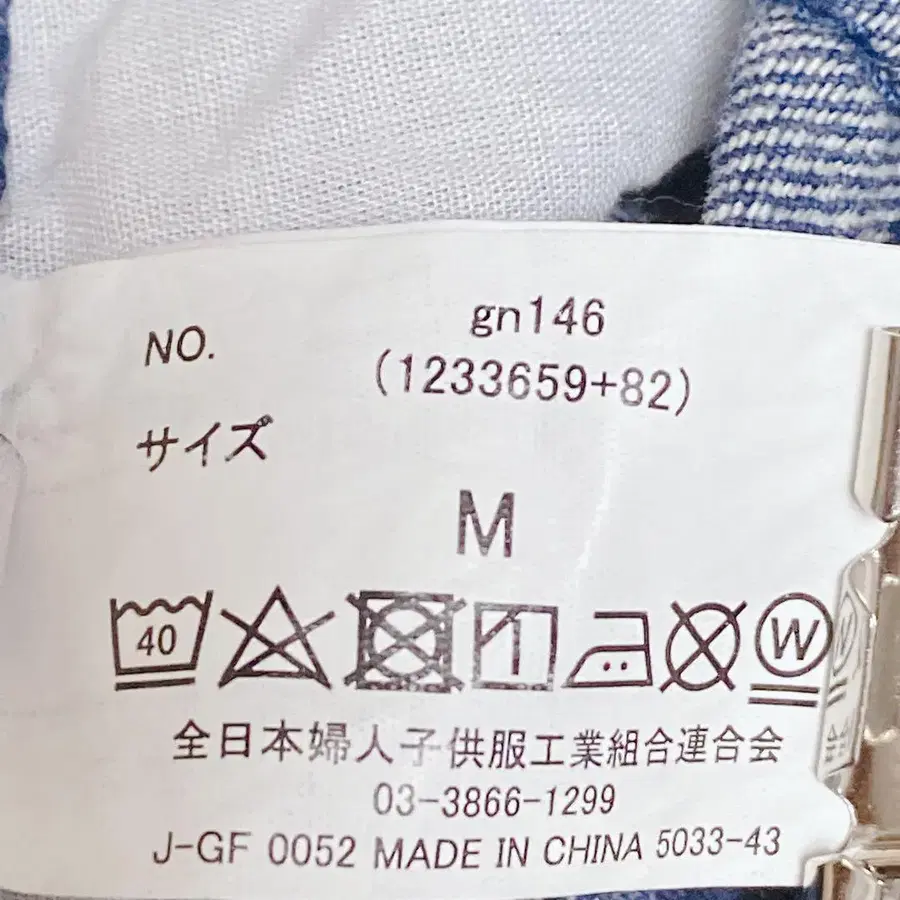 NO.
gn146
(1233659+82)
サイズ
M
40
W
全日本婦人子供服工業組合連合会
03-3866-1299
J-GF 0052 MADE IN CHINA 5033-43